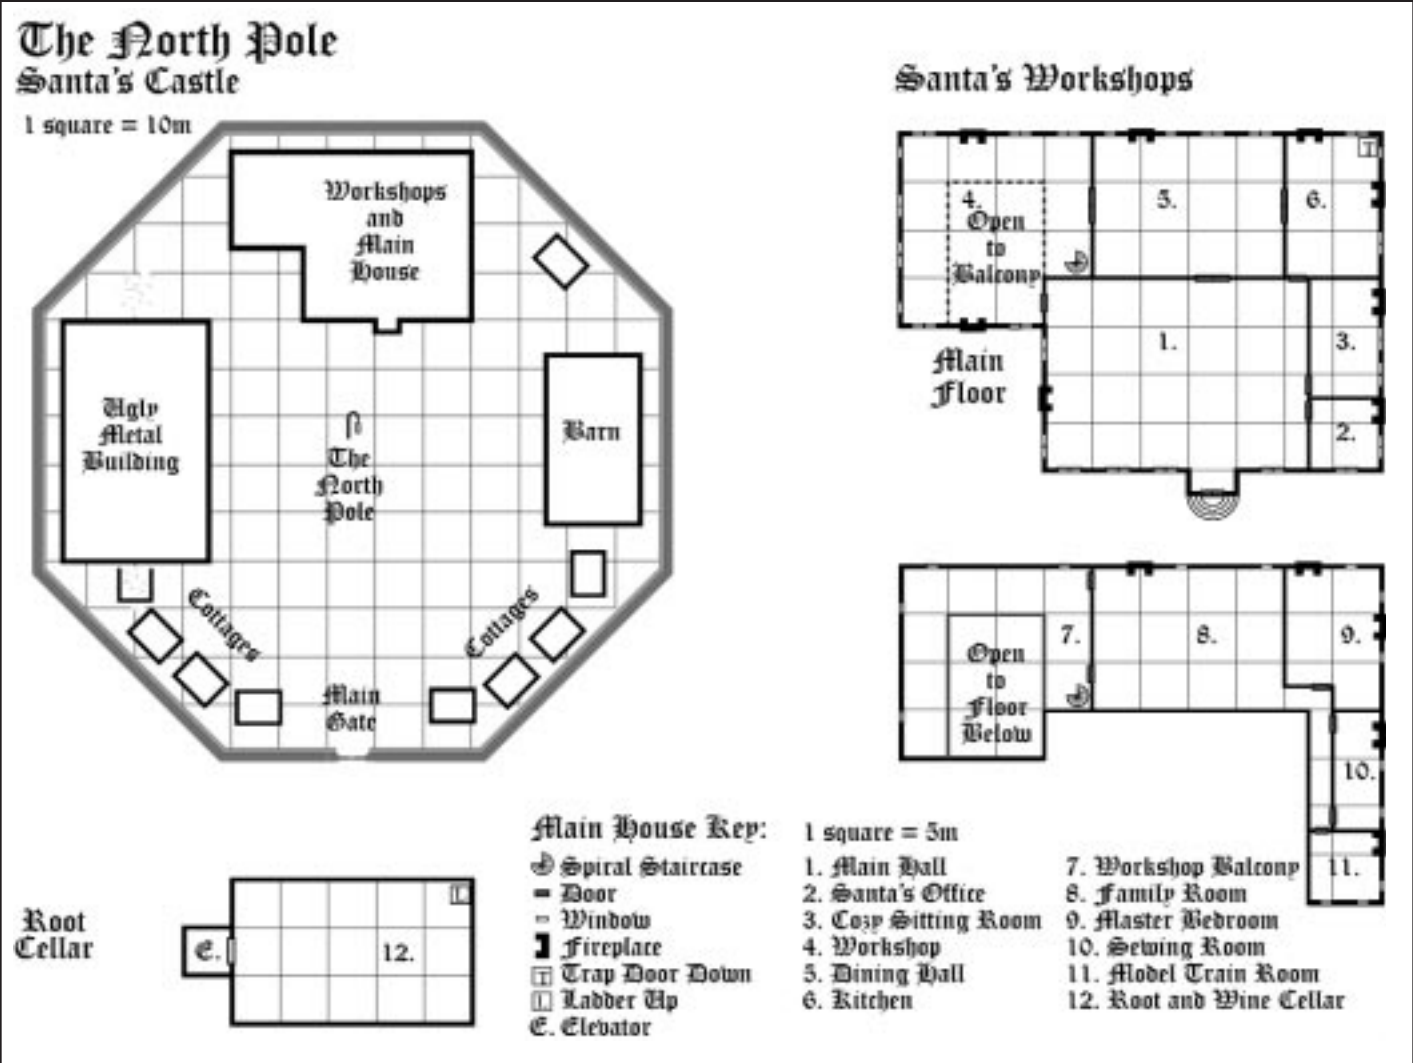 The North Pole
Santa's Castle
1 square = 10m
Workshops
and
Main
House
Ugly
Metal
Building
The
North
Pole
Barn
Cottages
Cottages
Main
Gate
Santa's Workshops
4.
Open
to
Balcony
5.
6.
1.
3.
2.
T
Main
Floor
7.
Open
to
Floor
Below
8.
9.
10.
11.
Root
Cellar
E.
12.
L
Main House Key:
Spiral Staircase
Door
Window
Fireplace
T Trap Door Down
L Ladder Up
E. Elevator
1 square = 5m
1. Main Hall
2. Santa's Office
3. Cozy Sitting Room
4. Workshop
5. Dining Hall
6. Kitchen
7. Workshop Balcony
8. Family Room
9. Master Bedroom
10. Sewing Room
11. Model Train Room
12. Root and Wine Cellar